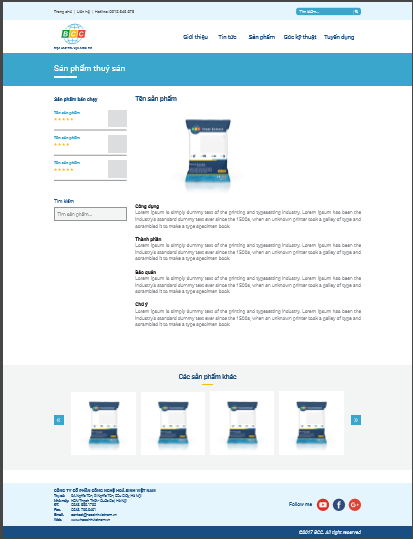 Trang chủ | Liên hệ | Hotline:
Tìm kiếm...
BCC
Giới thiệu Tin tức Sản phẩm Góc kỹ thuật Tuyển dụng
Sản phẩm thuỷ sản
Sản phẩm bán chạy
Tên sản phẩm
Tên sản phẩm
Tên sản phẩm
Tìm kiếm
Tìm sản phẩm...
Tên sản phẩm
Công dụng
Lorem Ipsum is simply dummy text of the printing and typesetting industry. Lorem Ipsum has been the
industry's standard dummy text ever since the 1500s, when an unknown printer took a galley of type and
scrambled it to make a type specimen book
Thành phần
Lorem Ipsum is simply dummy text of the printing and typesetting industry. Lorem Ipsum has been the
industry's standard dummy text ever since the 1500s, when an unknown printer took a galley of type and
scrambled it to make a type specimen book
Bảo quản
Lorem Ipsum is simply dummy text of the printing and typesetting industry. Lorem Ipsum has been the
industry's standard dummy text ever since the 1500s, when an unknown printer took a galley of type and
scrambled it to make a type specimen book
Chú ý
Lorem Ipsum is simply dummy text of the printing and typesetting industry. Lorem Ipsum has been the
industry's standard dummy text ever since the 1500s, when an unknown printer took a galley of type and
scrambled it to make a type specimen book
Các sản phẩm khác
«
»
CÔNG TY CỔ PHẦN CÔNG NGHỆ HOÁ SINH VIỆT NAM
Follow me
©2017 BCC. All right reserved